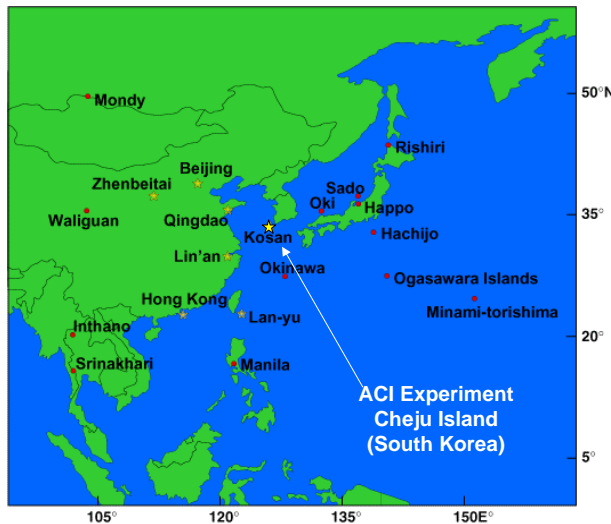 50°N
Mondy
Rishiri
Beijing
Zhenbeitai
Sado
Oki
Happo
Waliguan
Qingdao
35°
Kosan
Hachijo
Lin'an
Okinawa
Ogasawara Islands
Hong Kong
Minami-torishima
Lan-yu
Inthano
20°
Srinakhari
Manila
ACI Experiment
Cheju Island
(South Korea)
5°
105°
120°
135°
150E°